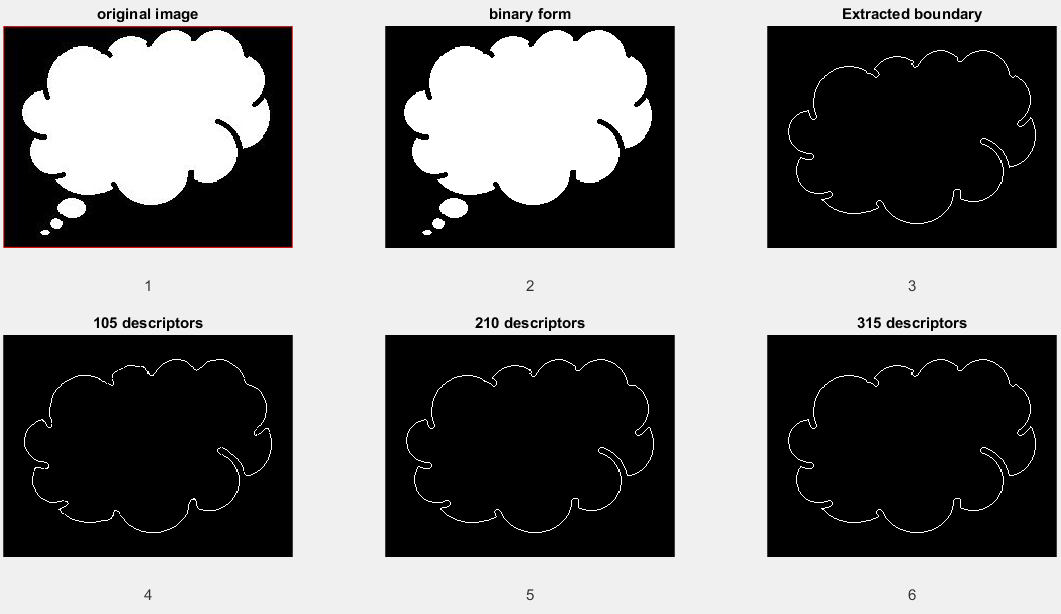 original image
binary form
Extracted boundary
1
2
3
105 descriptors
210 descriptors
315 descriptors
4
5
6